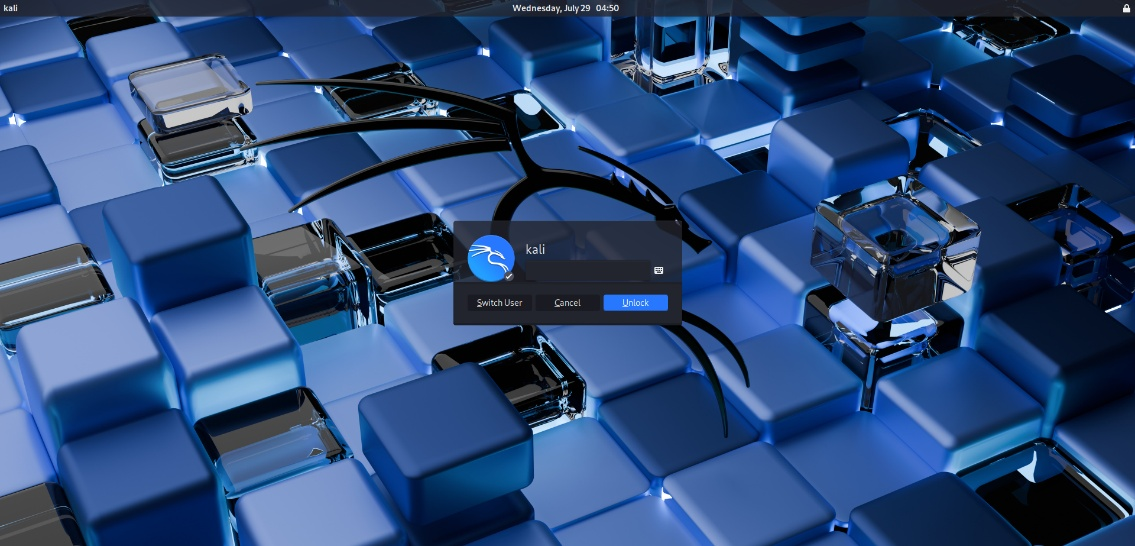 kali
Wednesday, July 29 04:50
kali
Switch User
Cancel
Unlock